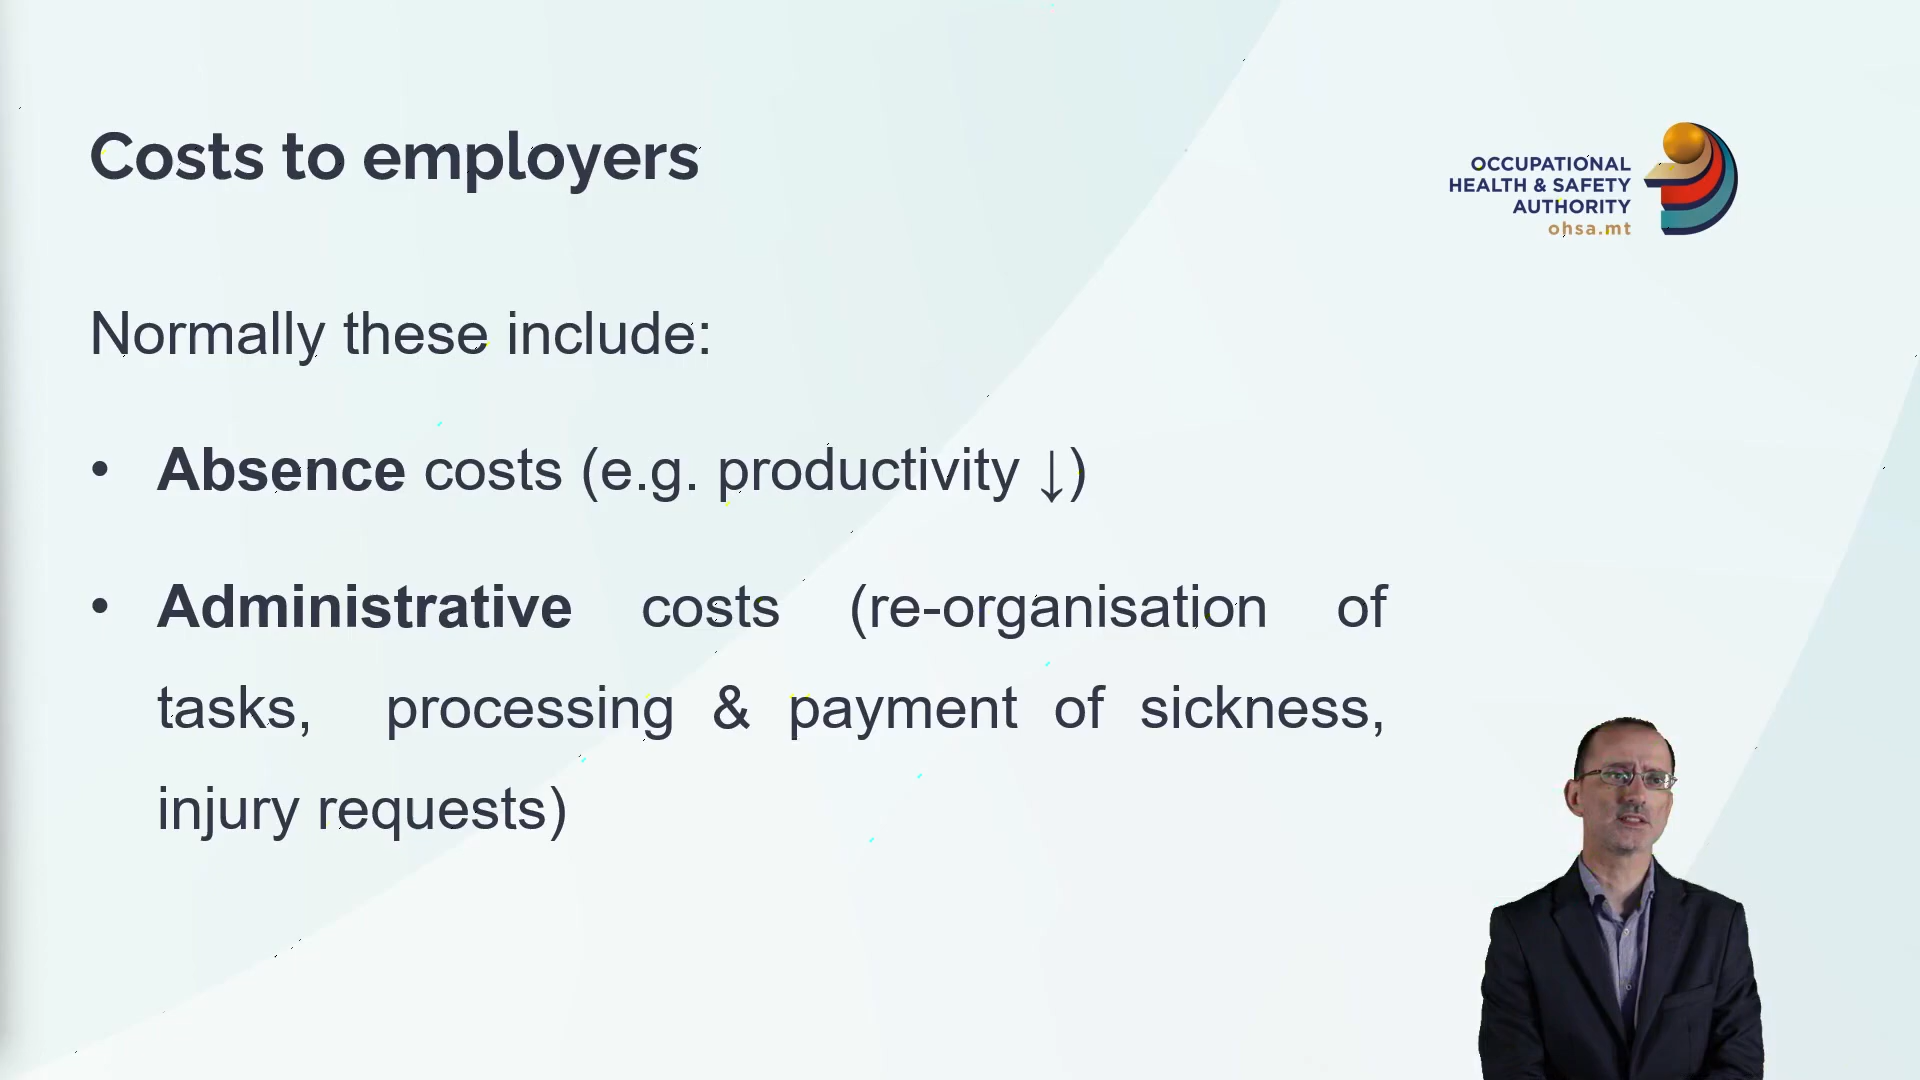 Costs to employers
OCCUPATIONAL
HEALTH & SAFETY
AUTHORITY
ohsa.mt
Normally these include:
• Absence costs (e.g. productivity ↓)
• Administrative costs (re-organisation of
tasks, processing & payment of sickness,
injury requests)